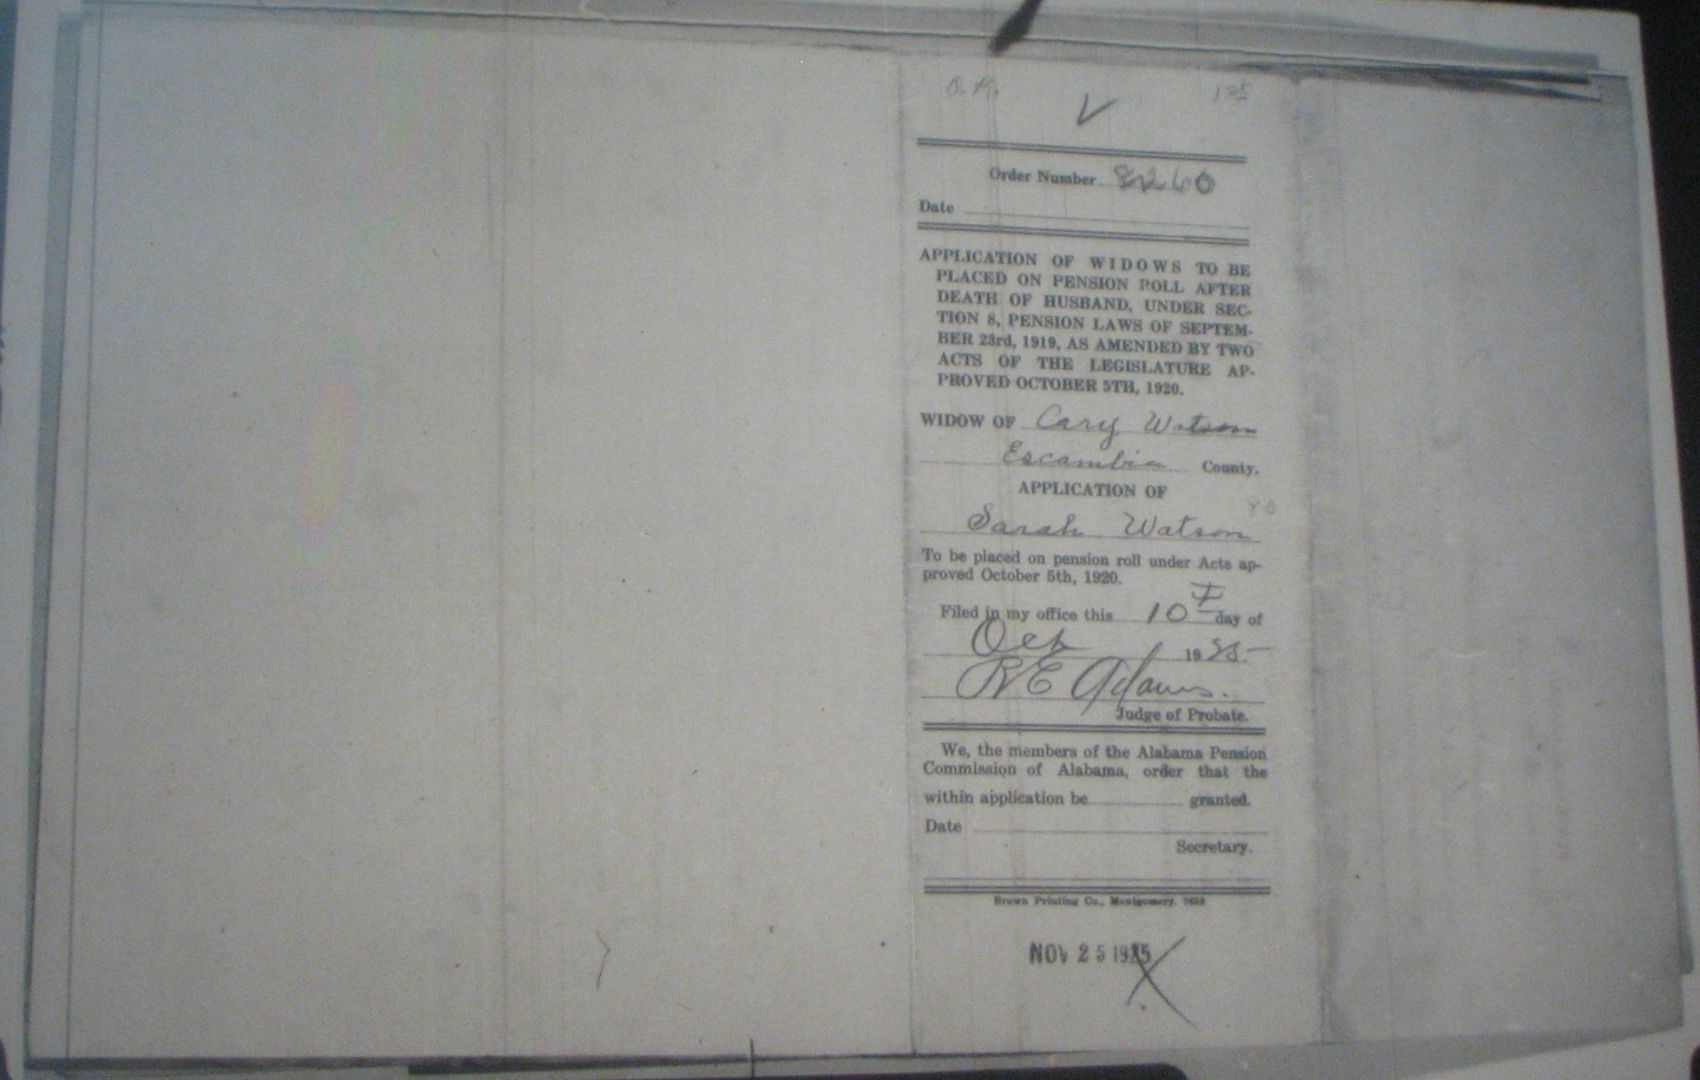 O.K.
Order Number 8260
Date
APPLICATION OF WIDOWS TO BE
PLACED ON PENSION ROLL AFTER
DEATH OF HUSBAND, UNDER SEC-
TION 8, PENSION LAWS OF SEPTEM-
BER 23rd, 1919, AS AMENDED BY TWO
ACTS OF THE LEGISLATURE AP-
PROVED OCTOBER 5TH, 1920.
WIDOW OF Cary Watson
Escambia County.
APPLICATION OF
Sarah Watson
To be placed on pension roll under Acts ap-
proved October 5th, 1920.
Filed in my office this 10 day of
Oct 1925
R E Adams.
Judge of Probate.
We, the members of the Alabama Pension
Commission of Alabama, order that the
within application be granted.
Date
Secretary.
Brown Printing Co., Montgomery.
NOV 25 1925